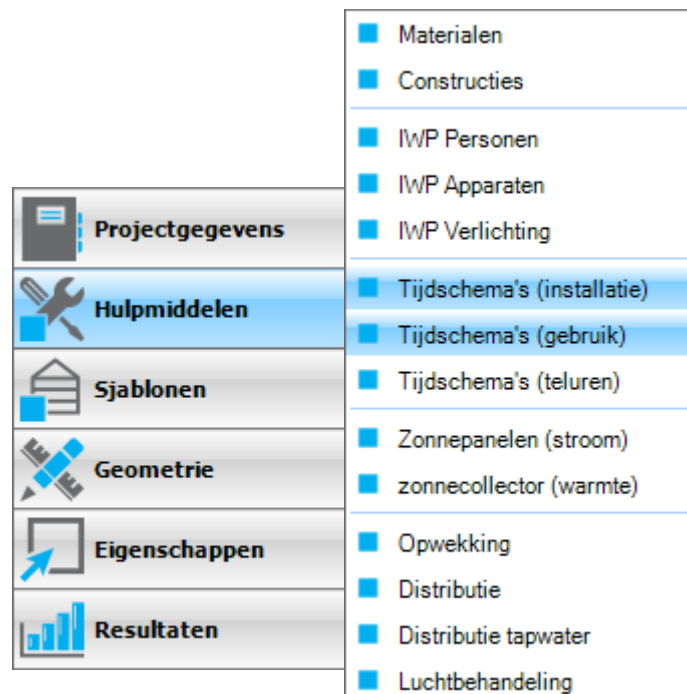 Projectgegevens
Hulpmiddelen
Sjablonen
Geometrie
Eigenschappen
Resultaten
Materialen
Constructies
IWP Personen
IWP Apparaten
IWP Verlichting
Tijdschema's (installatie)
Tijdschema's (gebruik)
Tijdschema's (teluren)
Zonnepanelen (stroom)
zonnecollector (warmte)
Opwekking
Distributie
Distributie tapwater
Luchtbehandeling